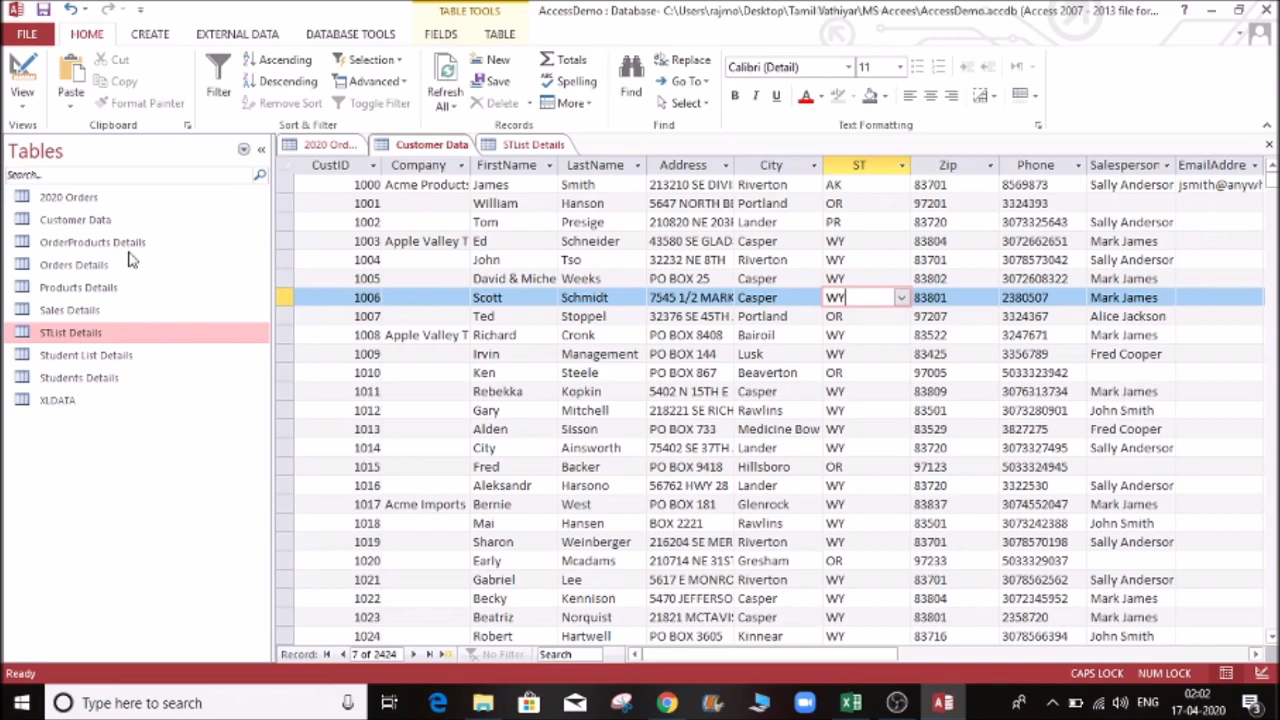 TABLE TOOLS
AccessDemo : Database- C:\Users\rajmo\Desktop\Tamil Vathiyar\MS Accees\AccessDemo.accdb (Access 2007 - 2013 file for...
FILE HOME CREATE EXTERNAL DATA DATABASE TOOLS FIELDS TABLE
View
Views
Paste
Cut
Copy
Format Painter
Clipboard
Filter
Ascending
Descending
Remove Sort
Selection
Advanced
Toggle Filter
Sort & Filter
Refresh All
New
Save
Delete
Totals
Spelling
More
Records
Find
Replace
Go To
Select
Find
Calibri (Detail) 11
B I U A
Text Formatting
Tables
Search...
2020 Orders
Customer Data
OrderProducts Details
Orders Details
Products Details
Sales Details
STList Details
Student List Details
Students Details
XLDATA
2020 Ord... Customer Data STList Details
CustID Company FirstName LastName Address City ST Zip Phone Salesperson EmailAddre
1000 Acme Products James Smith 213210 SE DIVI Riverton AK 83701 8569873 Sally Anderson jsmith@anywh
1001 William Hanson 5647 NORTH BE Portland OR 97201 3324393
1002 Tom Presige 210820 NE 203F Lander PR 83720 3073325643 Sally Anderson
1003 Apple Valley T Ed Schneider 43580 SE GLAD Casper WY 83804 3072662651 Mark James
1004 John Tso 32232 NE 8TH Riverton WY 83701 3078573042 Sally Anderson
1005 David & Miche Weeks PO BOX 25 Casper WY 83802 3072608322 Mark James
1006 Scott Schmidt 7545 1/2 MARK Casper WY 83801 2380507 Mark James
1007 Ted Stoppel 32376 SE 45TH Portland OR 97207 3324367 Alice Jackson
1008 Apple Valley T Richard Cronk PO BOX 8408 Bairoil WY 83522 3247671 Mark James
1009 Irvin Management PO BOX 144 Lusk WY 83425 3356789 Fred Cooper
1010 Ken Steele PO BOX 867 Beaverton OR 97005 5033323942
1011 Rebekka Kopkin 5402 N 15TH E Casper WY 83809 3076313734 Mark James
1012 Gary Mitchell 218221 SE RICH Rawlins WY 83501 3073280901 John Smith
1013 Alden Sisson PO BOX 733 Medicine Bow WY 83529 3827275 Fred Cooper
1014 City Ainsworth 75402 SE 37TH Lander WY 83720 3073327495 Sally Anderson
1015 Fred Backer PO BOX 9418 Hillsboro OR 97123 5033324945
1016 Aleksandr Harsono 56762 HWY 28 Lander WY 83720 3322530 Mark James
1017 Acme Imports Bernie West PO BOX 181 Glenrock WY 83837 3074552047 Mark James
1018 Mai Hansen BOX 2221 Rawlins WY 83501 3073242388 John Smith
1019 Sharon Weinberger 216204 SE MER Riverton WY 83701 3078570198 Sally Anderson
1020 Early Mcadams 210714 NE 31ST Gresham OR 97233 5033329037
1021 Gabriel Lee 5617 E MONRO Riverton WY 83701 3078562562 Sally Anderson
1022 Becky Kennison 5470 JEFFERSO Casper WY 83804 3072345952 Mark James
1023 Beatriz Norquist 21821 MCTAVIS Casper WY 83801 2358720 Mark James
1024 Robert Hartwell PO BOX 3605 Kinnear WY 83716 3078566394 John Smith
Record: 7 of 2424 No Filter Search
Ready CAPS LOCK NUM LOCK
Type here to search
ENG 02:02
17-04-2020 3